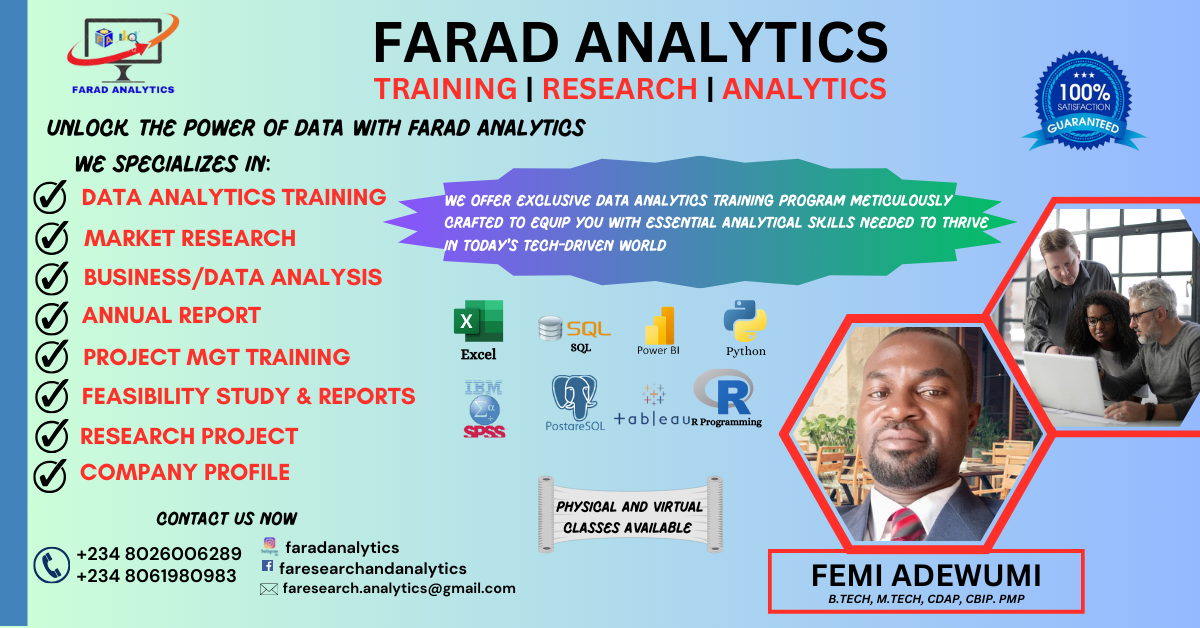 FARAD ANALYTICS
FARAD ANALYTICS
TRAINING | RESEARCH | ANALYTICS
100%
SATISFACTION
GUARANTEED
UNLOCK THE POWER OF DATA WITH FARAD ANALYTICS
WE SPECIALIZES IN:
DATA ANALYTICS TRAINING
MARKET RESEARCH
BUSINESS/DATA ANALYSIS
ANNUAL REPORT
PROJECT MGT TRAINING
FEASIBILITY STUDY & REPORTS
RESEARCH PROJECT
COMPANY PROFILE
WE OFFER EXCLUSIVE DATA ANALYTICS TRAINING PROGRAM METICULOUSLY
CRAFTED TO EQUIP YOU WITH ESSENTIAL ANALYTICAL SKILLS NEEDED TO THRIVE
IN TODAY'S TECH-DRIVEN WORLD
X
Excel
SQL
SQL
Power BI
Python
IBM
Σα
SPSS
PostgreSQL
+ableau
R
R Programming
PHYSICAL AND VIRTUAL
CLASSES AVAILABLE
CONTACT US NOW
+234 8026006289
+234 8061980983
faradanalytics
faresearchandanalytics
faresearch.analytics@gmail.com
FEMI ADEWUMI
B.TECH, M.TECH, CDAP, CBIP. PMP